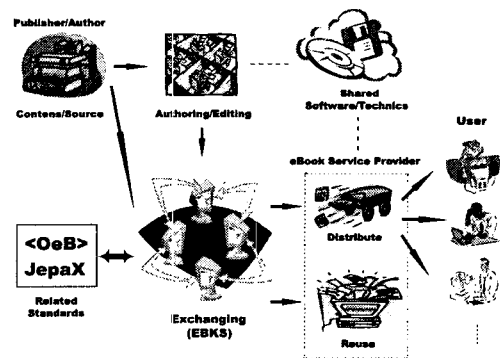 Publisher/Author
Contens/Source
Authoring/Editing
Shared
Software/Technics
User
eBook Service Provider
Distribute
<OeB>
JepaX
Related
Standards
Exchanging
(EBKS)
Reuse